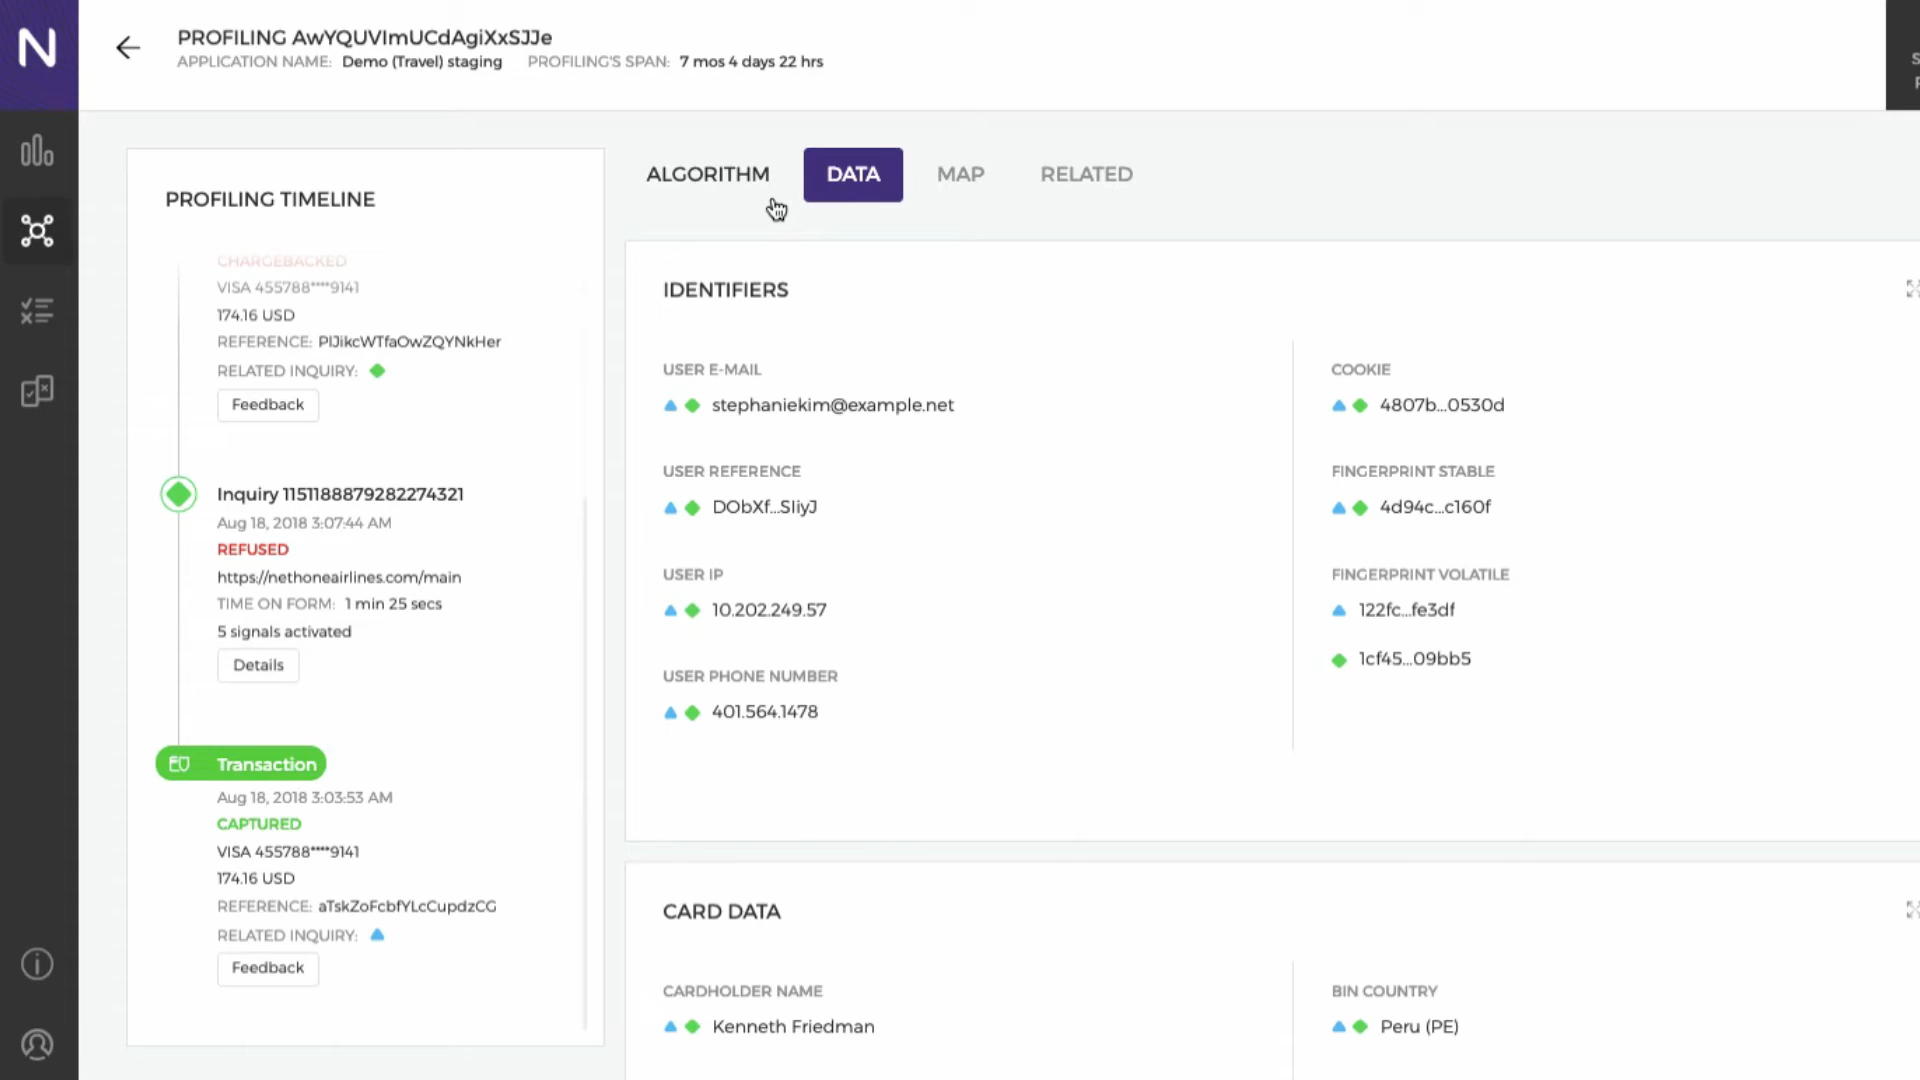 N
PROFILING AwYQUVImUCdAgiXxSJJe
APPLICATION NAME: Demo (Travel) staging PROFILING'S SPAN: 7 mos 4 days 22 hrs
PROFILING TIMELINE
CHARGEBACKED
VISA 455788****9141
174.16 USD
REFERENCE: PlJikcWTfaOwZQYNkHer
RELATED INQUIRY:
Feedback
Inquiry 1151188879282274321
Aug 18, 2018 3:07:44 AM
REFUSED
https://nethoneairlines.com/main
TIME ON FORM: 1 min 25 secs
5 signals activated
Details
Transaction
Aug 18, 2018 3:03:53 AM
CAPTURED
VISA 455788****9141
174.16 USD
REFERENCE: aTskZoFcbfYLcCupdzCG
RELATED INQUIRY:
Feedback
ALGORITHM DATA MAP RELATED
IDENTIFIERS
USER E-MAIL
stephaniekim@example.net
USER REFERENCE
DObXf...SIiyJ
USER IP
10.202.249.57
USER PHONE NUMBER
401.564.1478
COOKIE
4807b...0530d
FINGERPRINT STABLE
4d94c...c160f
FINGERPRINT VOLATILE
122fc...fe3df
1cf45...09bb5
CARD DATA
CARDHOLDER NAME
Kenneth Friedman
BIN COUNTRY
Peru (PE)